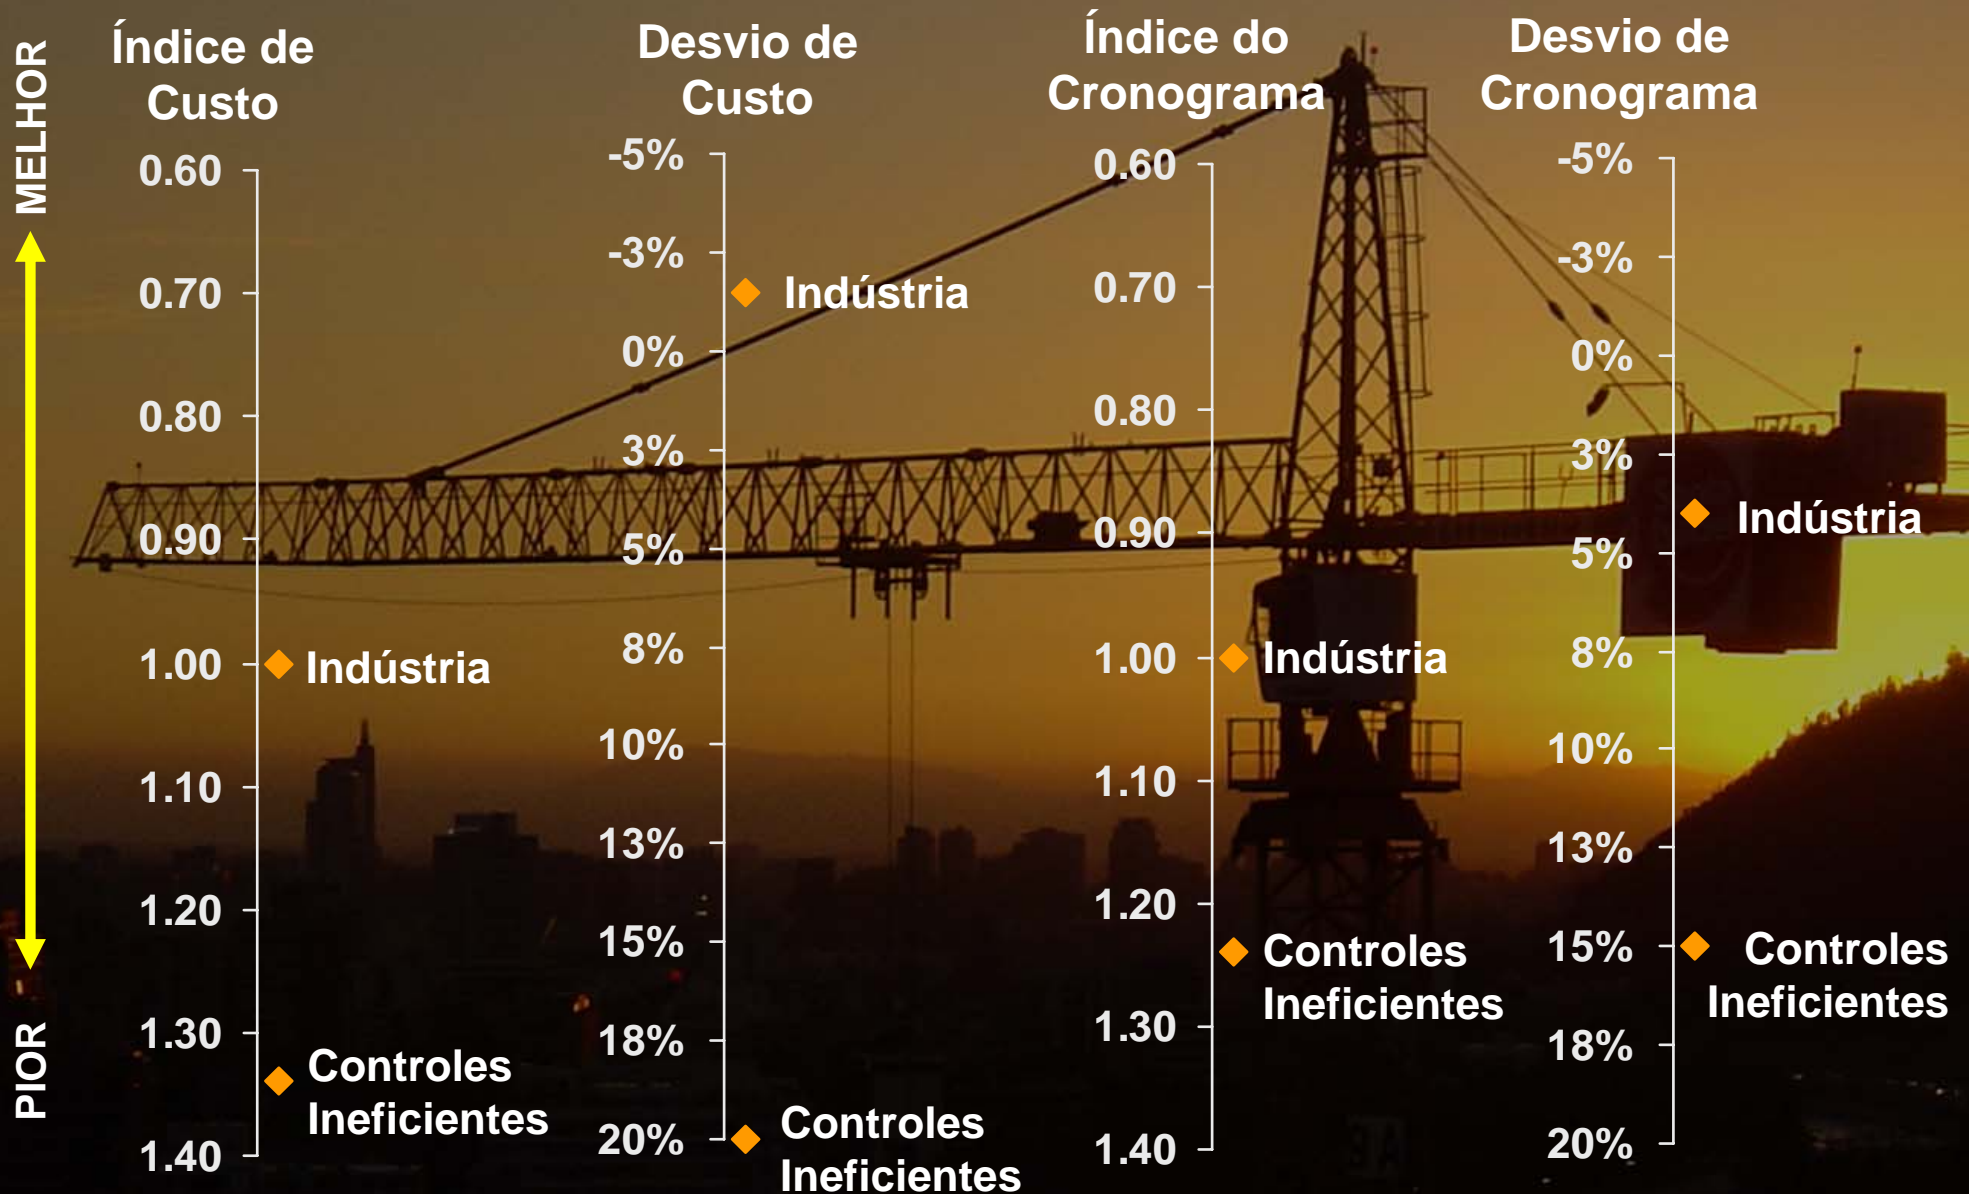 MELHOR
PIOR
Índice de
Custo
0.60
0.70
0.80
0.90
1.00
1.10
1.20
1.30
1.40
Indústria
Controles
Ineficientes
Desvio de
Custo
-5%
-3%
0%
3%
5%
8%
10%
13%
15%
18%
20%
Indústria
Controles
Ineficientes
Índice do
Cronograma
0.60
0.70
0.80
0.90
1.00
1.10
1.20
1.30
1.40
Indústria
Controles
Ineficientes
Desvio de
Cronograma
-5%
-3%
0%
3%
5%
8%
10%
13%
15%
18%
20%
Indústria
Controles
Ineficientes